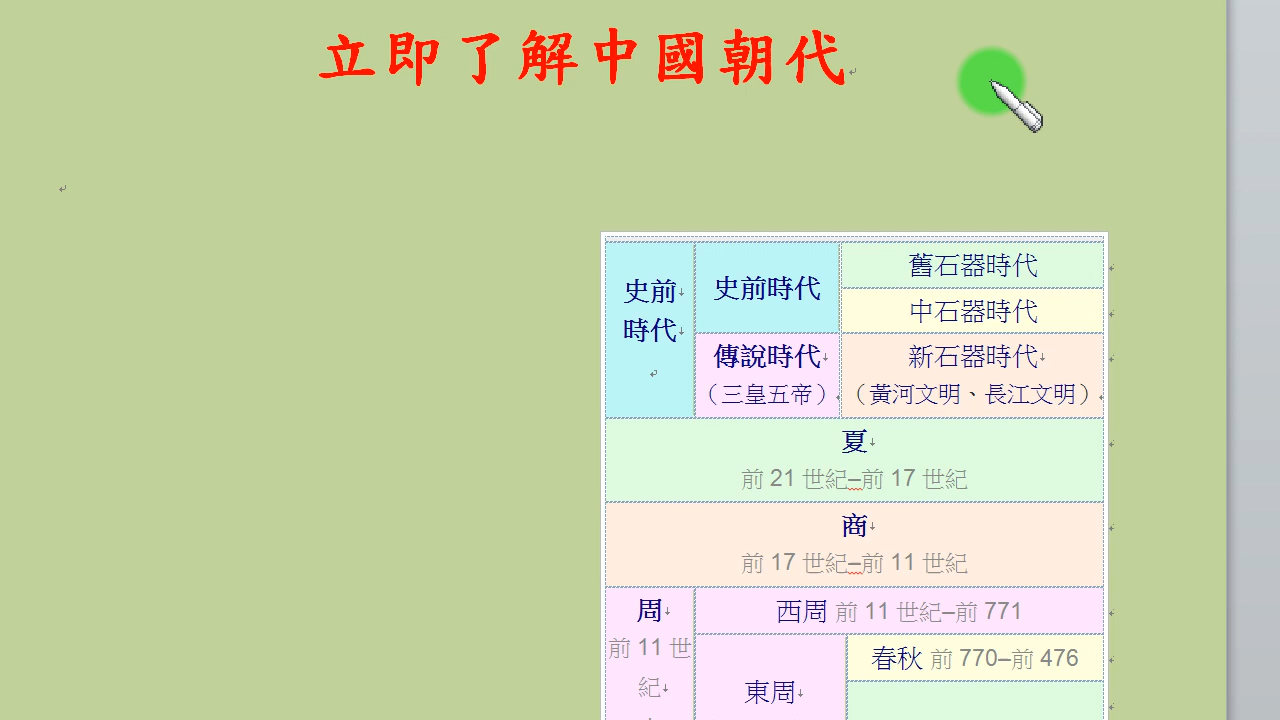 立即了解中國朝代
史前
時代
史前時代
舊石器時代
中石器時代
傳說時代
（三皇五帝）
新石器時代
（黃河文明、長江文明）
夏
前 21 世紀–前 17 世紀
商
前 17 世紀–前 11 世紀
周
前 11 世
紀
西周 前 11 世紀–前 771
東周
春秋 前 770–前 476